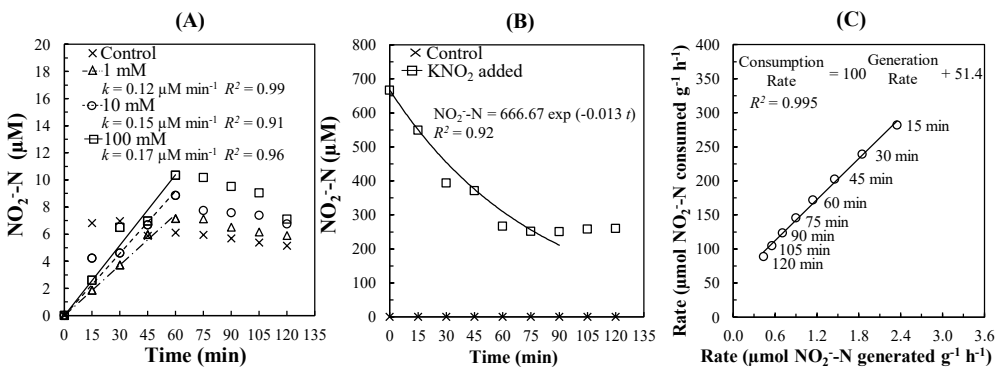 (A)
NO₂⁻-N (µM)
20
18
16
14
12
10
8
6
4
2
0
Control
1 mM
k = 0.12 µM min⁻¹ R² = 0.99
10 mM
k = 0.15 µM min⁻¹ R² = 0.91
100 mM
k = 0.17 µM min⁻¹ R² = 0.96
0 15 30 45 60 75 90 105 120 135
Time (min)
(B)
NO₂⁻-N (µM)
800
700
600
500
400
300
200
100
0
Control
KNO₂ added
NO₂⁻-N = 666.67 exp (-0.013 t)
R² = 0.92
0 15 30 45 60 75 90 105 120 135
Time (min)
(C)
Rate (µmol NO₂⁻-N consumed g⁻¹ h⁻¹)
400
350
300
250
200
150
100
50
0
Consumption Rate = 100 Generation Rate + 51.4
R² = 0.995
15 min
30 min
45 min
60 min
75 min
90 min
105 min
120 min
0.0 0.6 1.2 1.8 2.4 3.0 3.6
Rate (µmol NO₂⁻-N generated g⁻¹ h⁻¹)